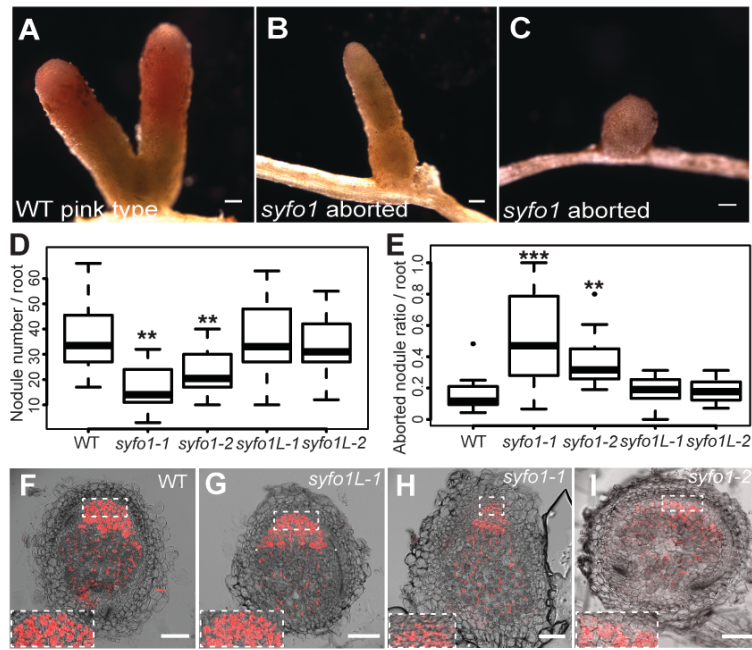 A
B
C
WT pink type
syfo1 aborted
syfo1 aborted
D
Nodule number / root
60
50
40
30
20
10
**
**
WT
syfo1-1
syfo1-2
syfo1L-1
syfo1L-2
E
Aborted nodule ratio / root
1.0
0.8
0.6
0.4
0.2
0
***
**
WT
syfo1-1
syfo1-2
syfo1L-1
syfo1L-2
F
WT
G
syfo1L-1
H
syfo1-1
I
syfo1-2